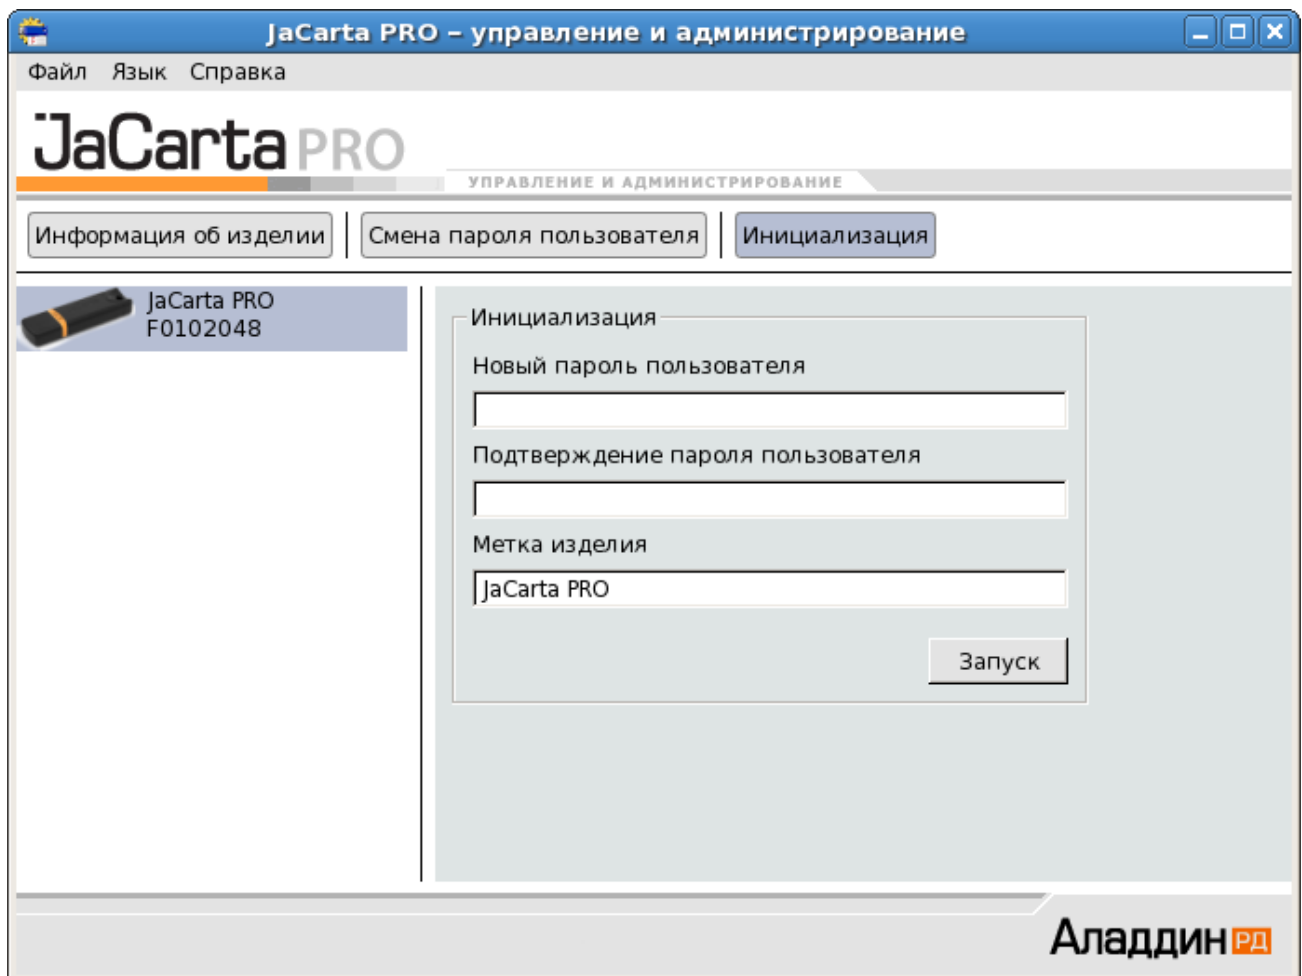 JaCarta PRO – управление и администрирование
Файл Язык Справка
JaCarta PRO
УПРАВЛЕНИЕ И АДМИНИСТРИРОВАНИЕ
Информация об изделии Смена пароля пользователя Инициализация
JaCarta PRO
F0102048
Инициализация
Новый пароль пользователя
Подтверждение пароля пользователя
Метка изделия
JaCarta PRO
Запуск
Аладдин РД